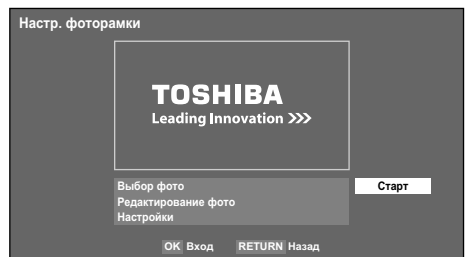 Настр. фоторамки
TOSHIBA
Leading Innovation >>>
Выбор фото
Старт
Редактирование фото
Настройки
OK Вход RETURN Назад